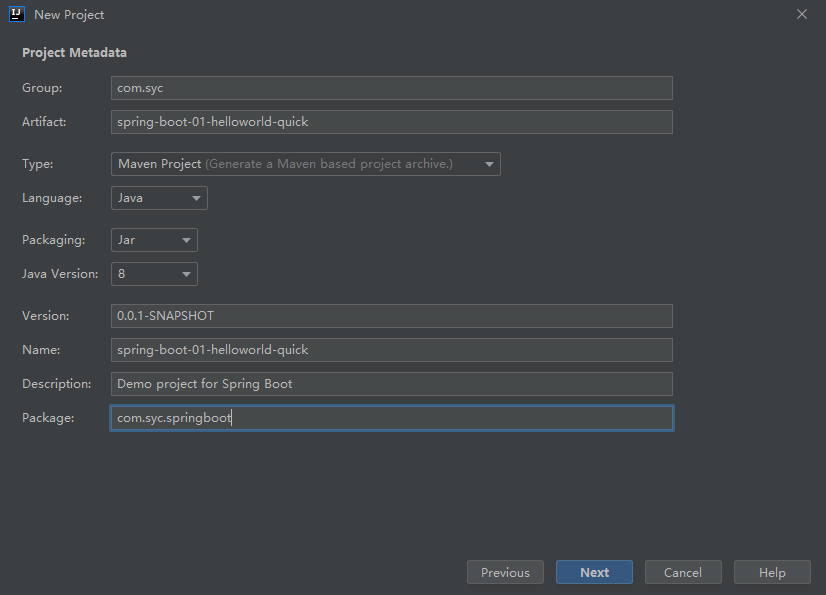 New Project
Project Metadata
Group: com.syc
Artifact: spring-boot-01-helloworld-quick
Type: Maven Project (Generate a Maven based project archive.)
Language: Java
Packaging: Jar
Java Version: 8
Version: 0.0.1-SNAPSHOT
Name: spring-boot-01-helloworld-quick
Description: Demo project for Spring Boot
Package: com.syc.springboot
Previous Next Cancel Help